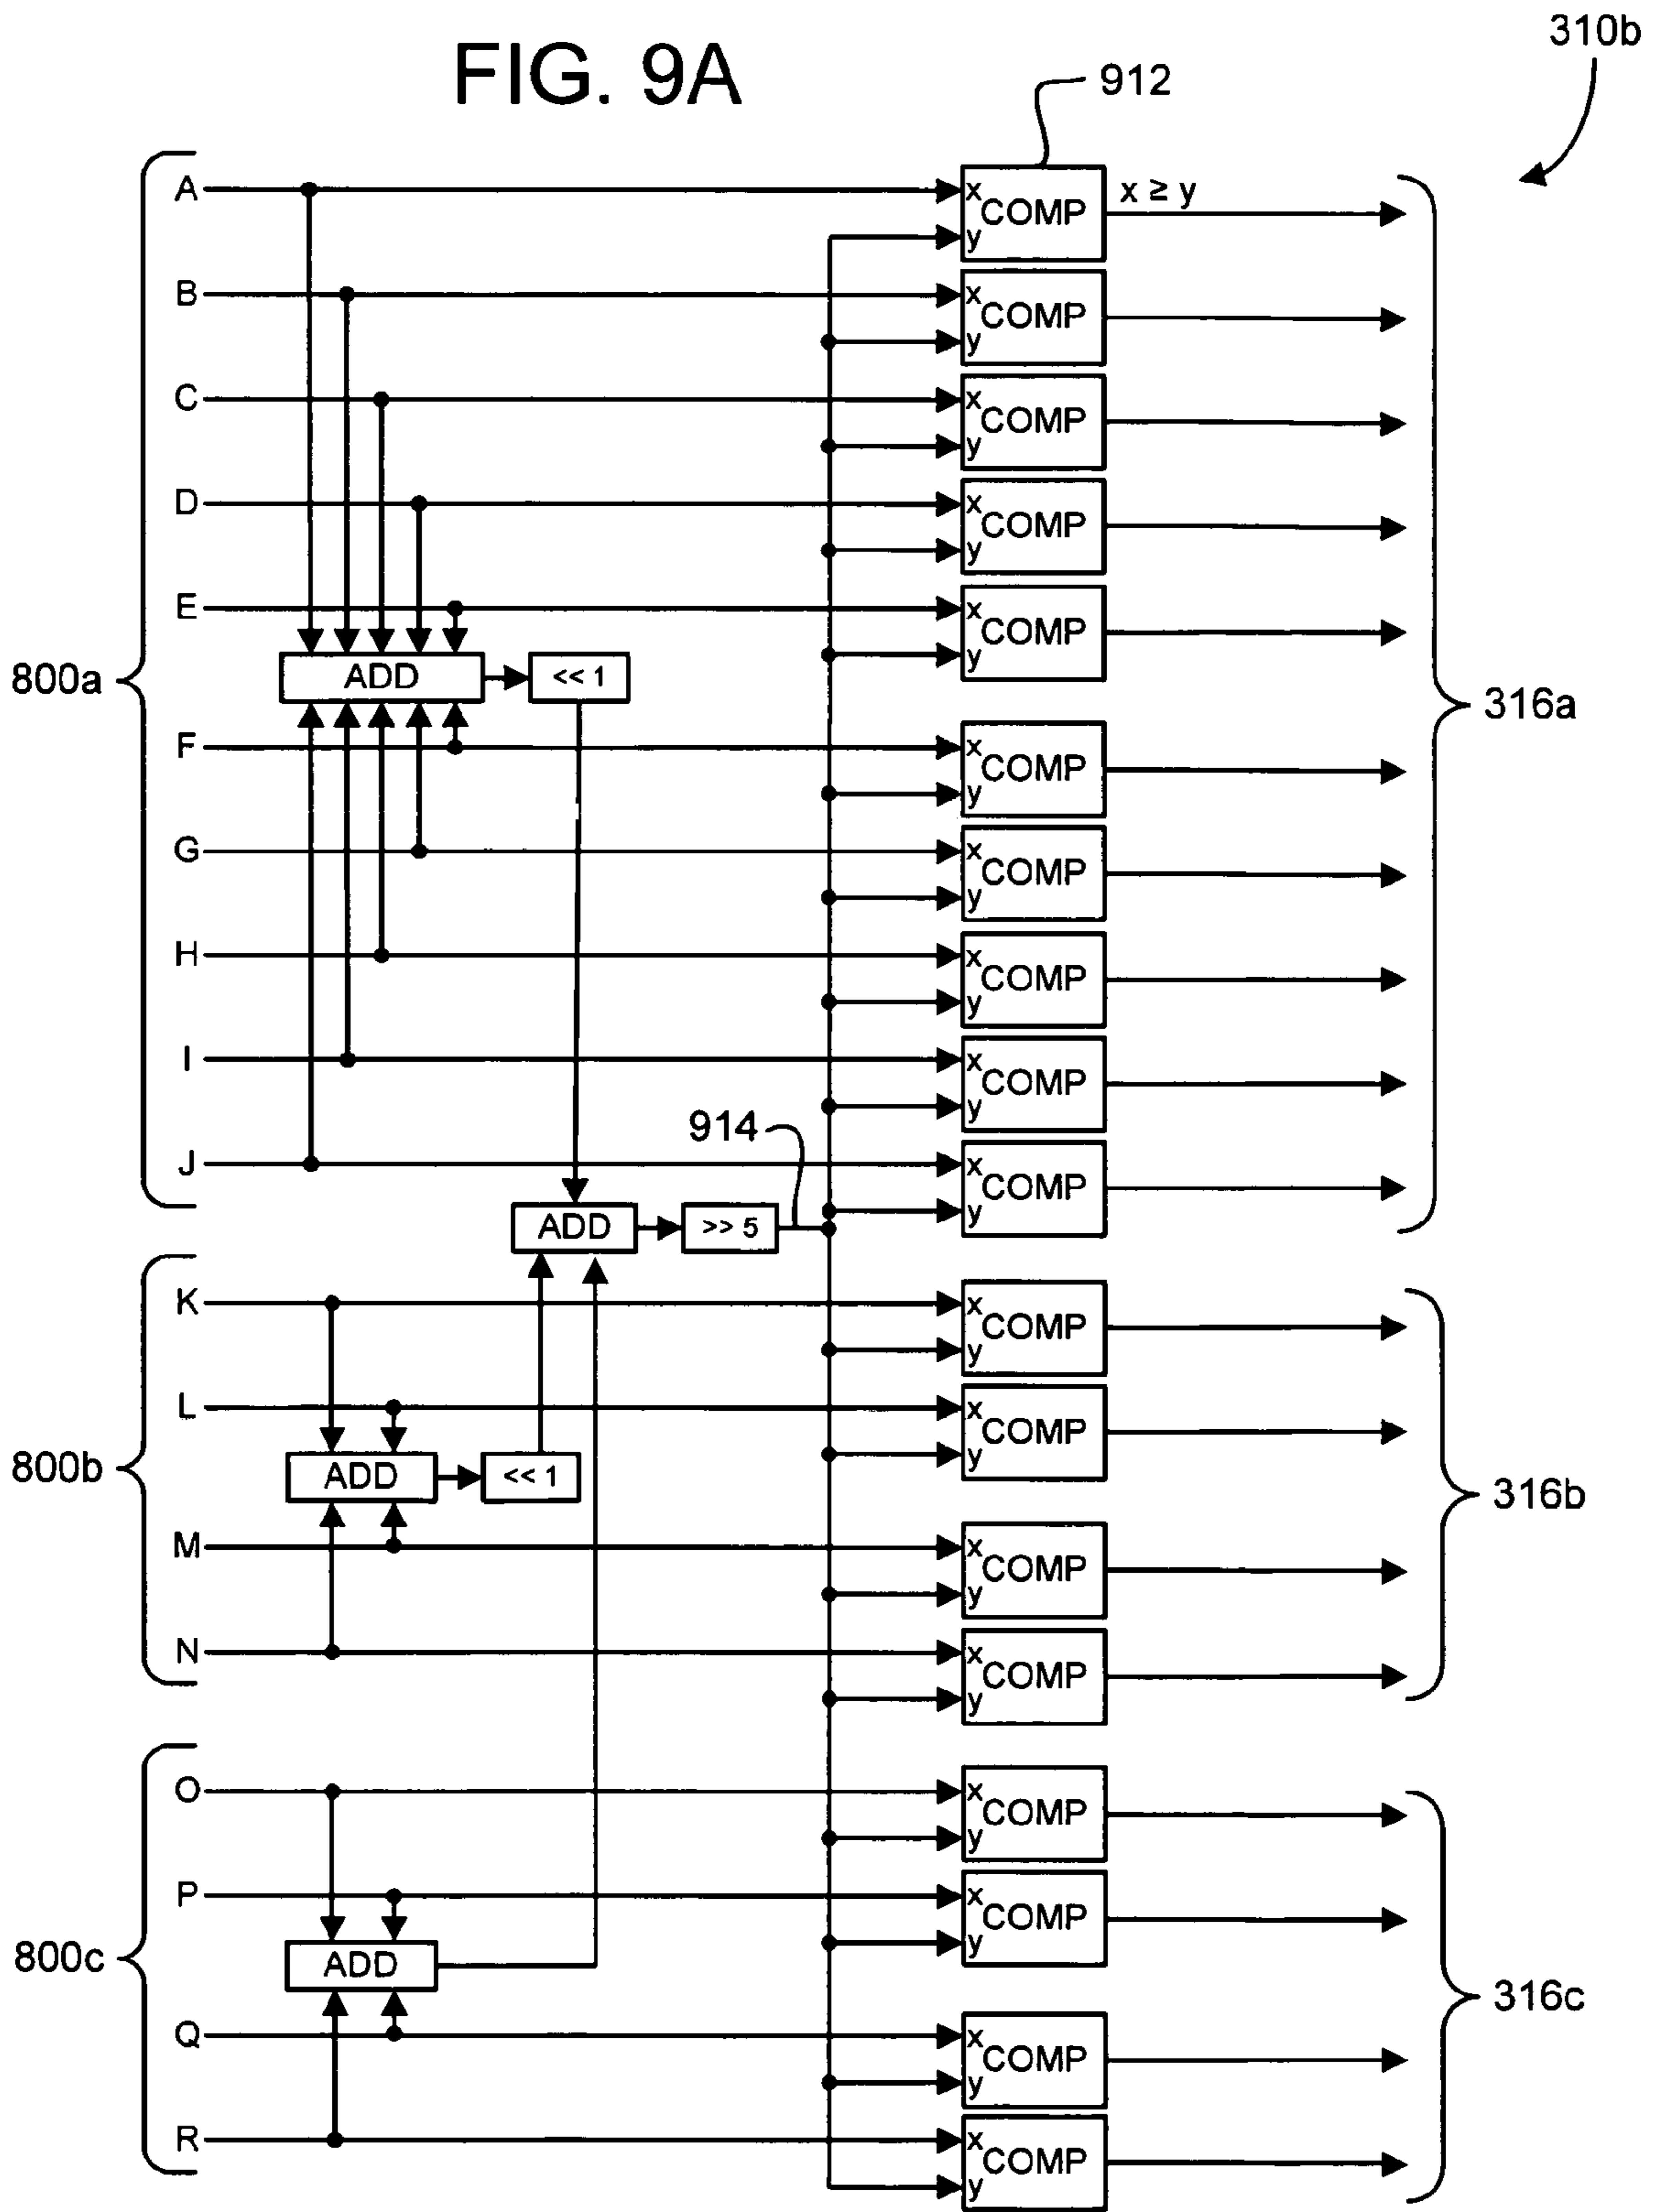 FIG. 9A
310b
912
A
x
COMP
y
x ≥ y
B
x
COMP
y
C
x
COMP
y
D
x
COMP
y
E
x
COMP
y
800a
ADD
<< 1
316a
F
x
COMP
y
G
x
COMP
y
H
x
COMP
y
I
x
COMP
y
914
J
x
COMP
y
ADD
>> 5
K
x
COMP
y
L
x
COMP
y
800b
ADD
<< 1
316b
M
x
COMP
y
N
x
COMP
y
O
x
COMP
y
P
x
COMP
y
800c
ADD
316c
Q
x
COMP
y
R
x
COMP
y